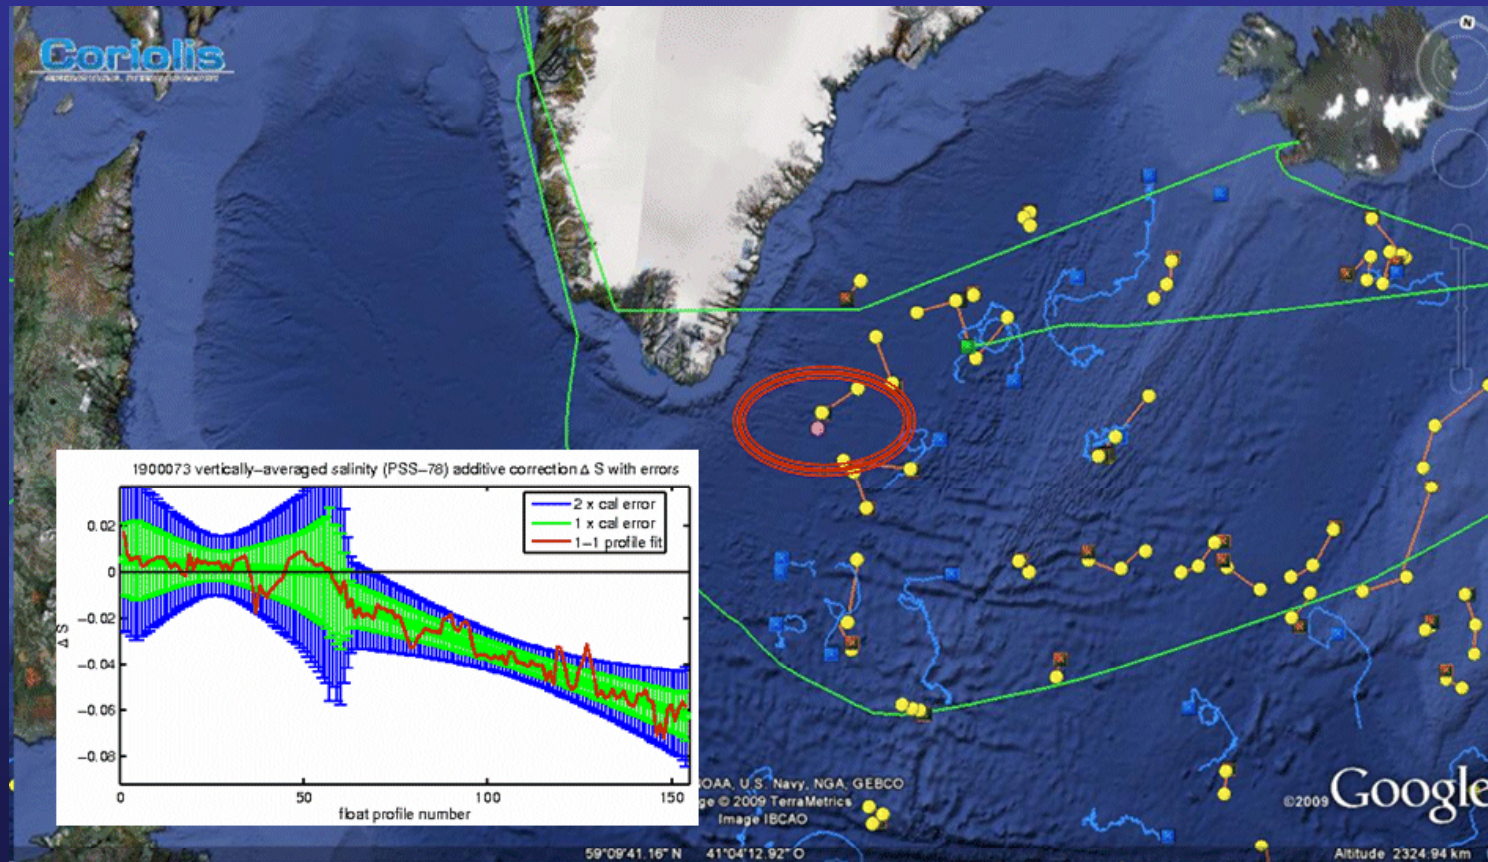 Coriolis
OPERATIONAL OCEANOGRAPHY
N
1900073 vertically-averaged salinity (PSS-78) additive correction Δ S with errors
2 x cal error
1 x cal error
1-1 profile fit
0.02
0
-0.02
-0.04
-0.06
-0.08
Δ S
0 50 100 150
float profile number
NOAA, U.S. Navy, NGA, GEBCO
© 2009 TerraMetrics
Image IBCAO
©2009 Google
59°09'41.16" N 41°04'12.92" O
Altitude 2324.94 km